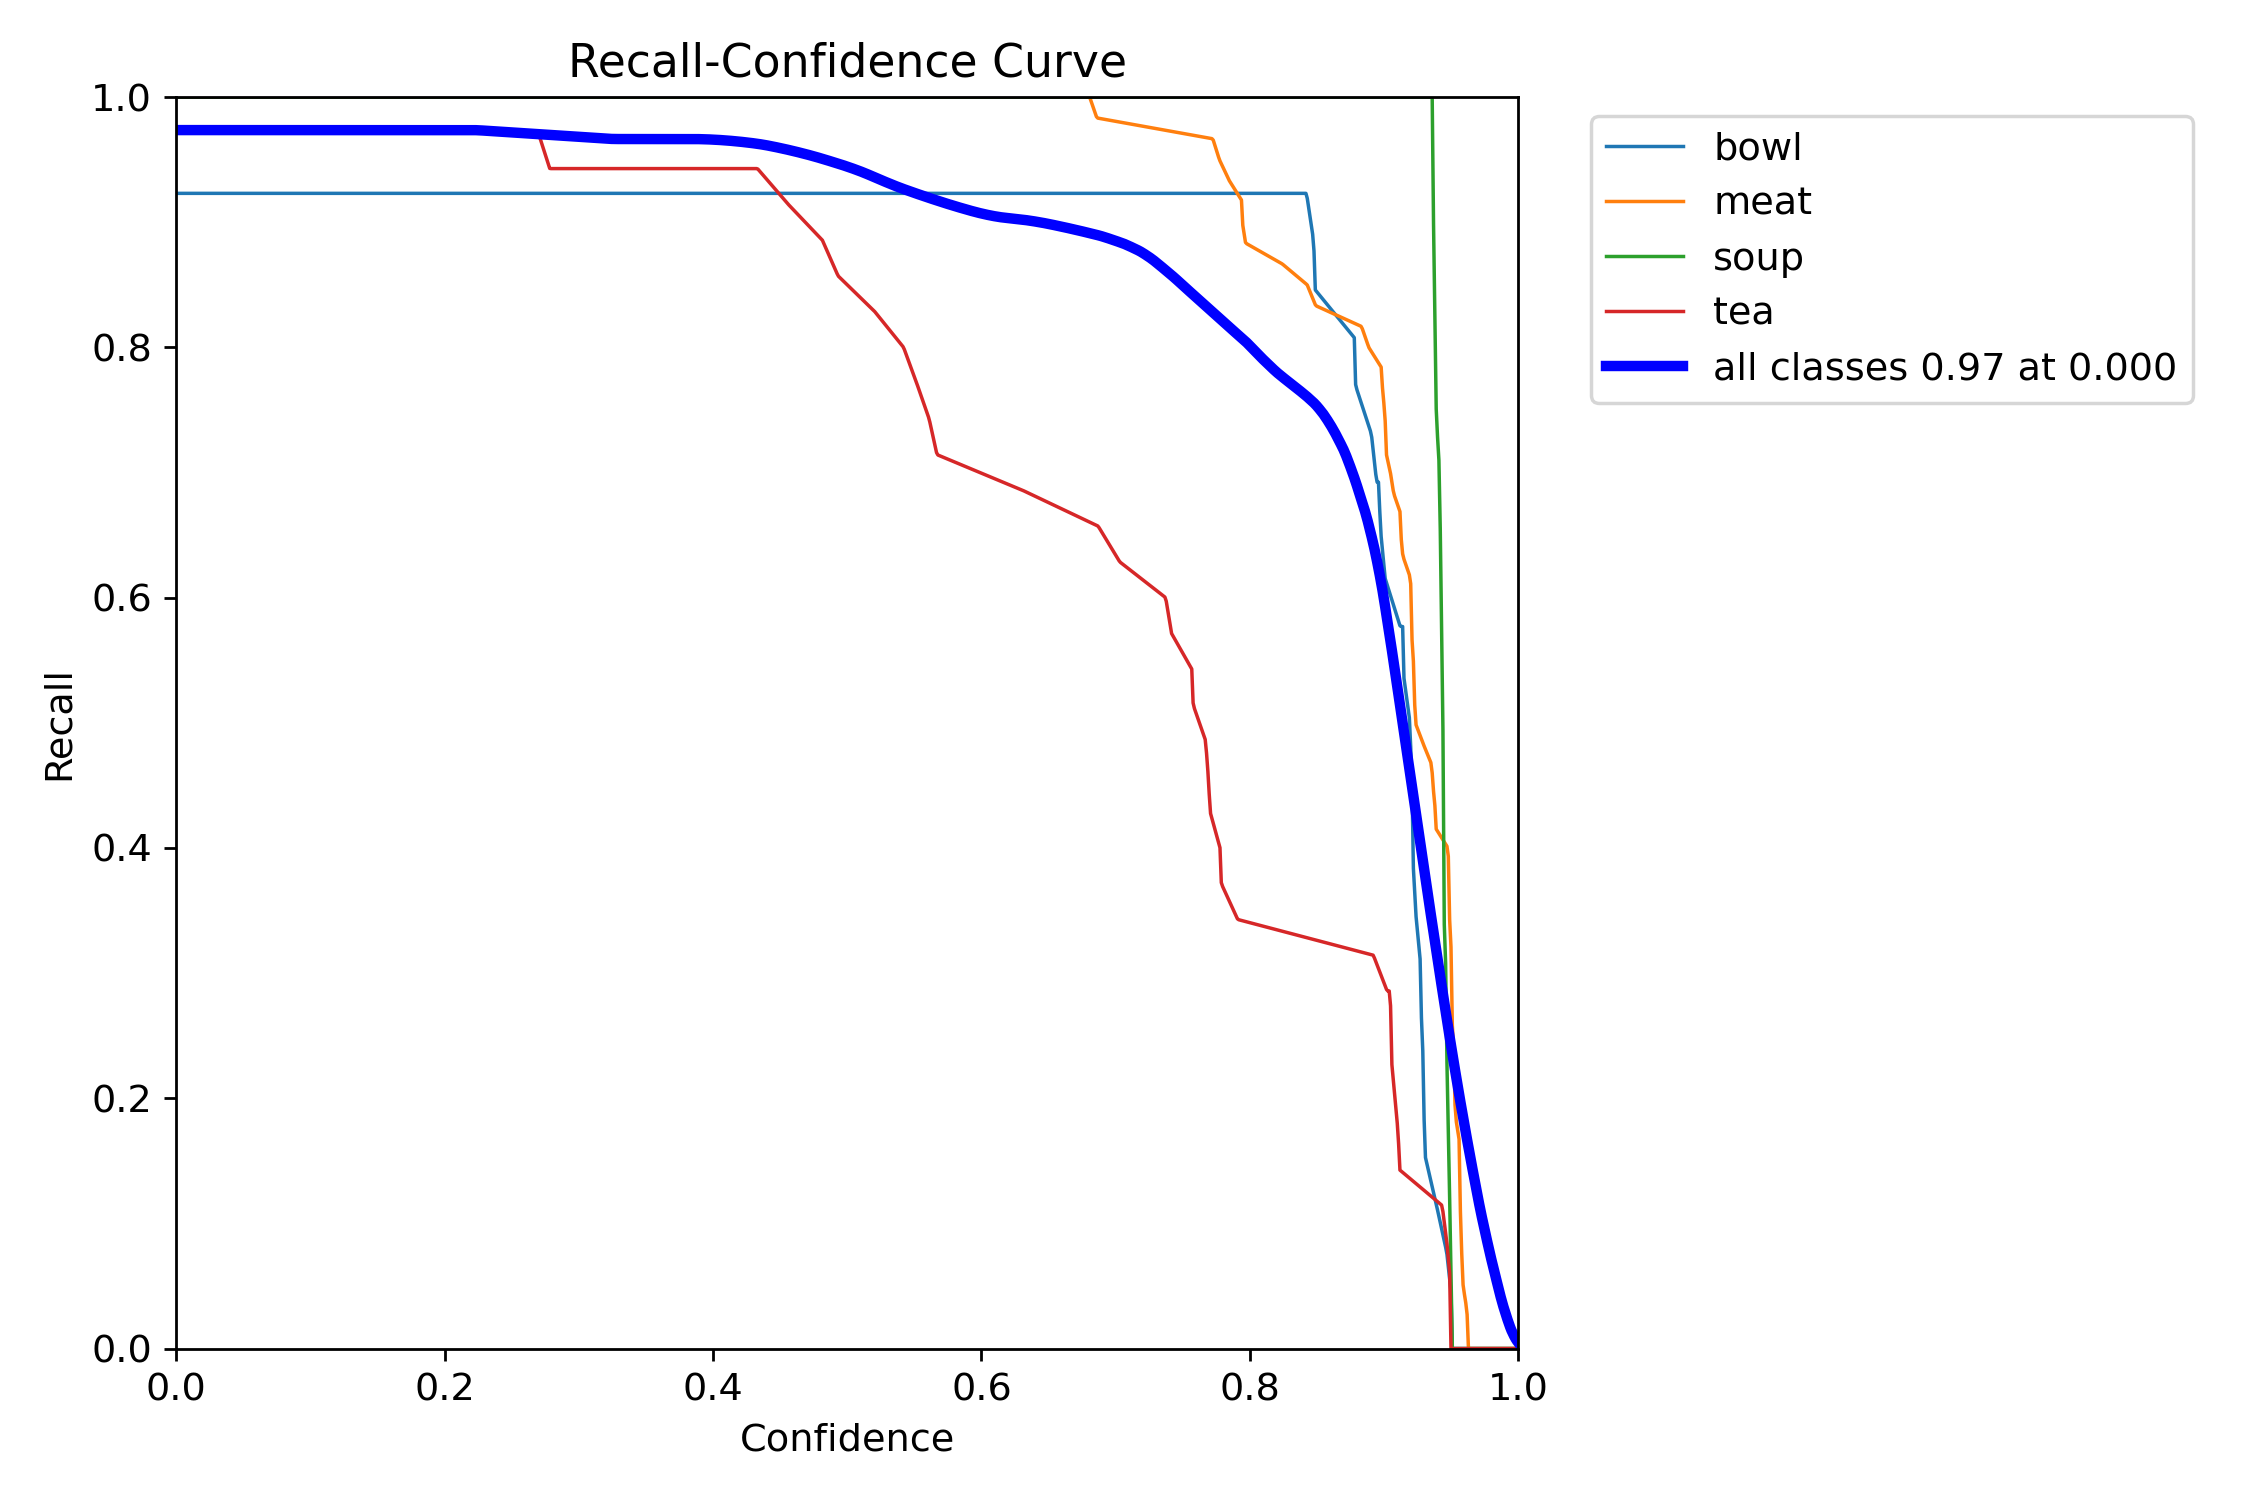 Recall-Confidence Curve
1.0
0.8
0.6
0.4
0.2
0.0
Recall
0.0 0.2 0.4 0.6 0.8 1.0
Confidence
bowl
meat
soup
tea
all classes 0.97 at 0.000